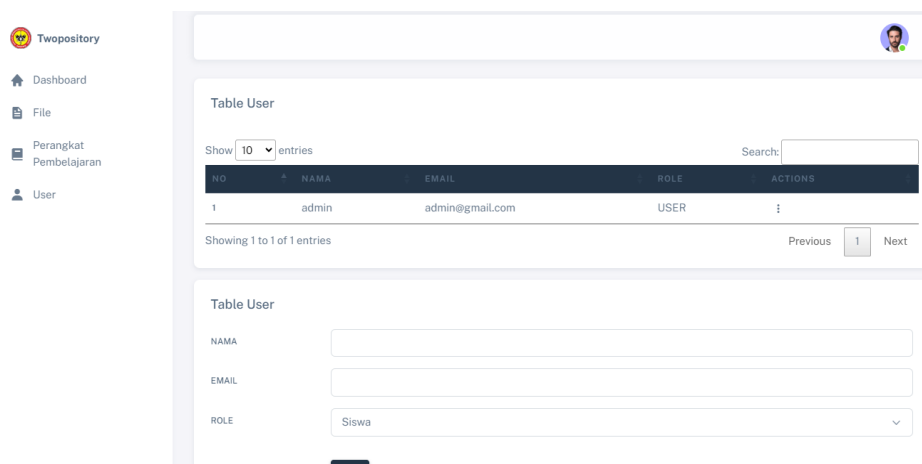 Twopository
Dashboard
File
Perangkat
Pembelajaran
User
Table User
Show 10 entries
Search:
NO NAMA EMAIL ROLE ACTIONS
1 admin admin@gmail.com USER
Showing 1 to 1 of 1 entries
Previous 1 Next
Table User
NAMA
EMAIL
ROLE Siswa